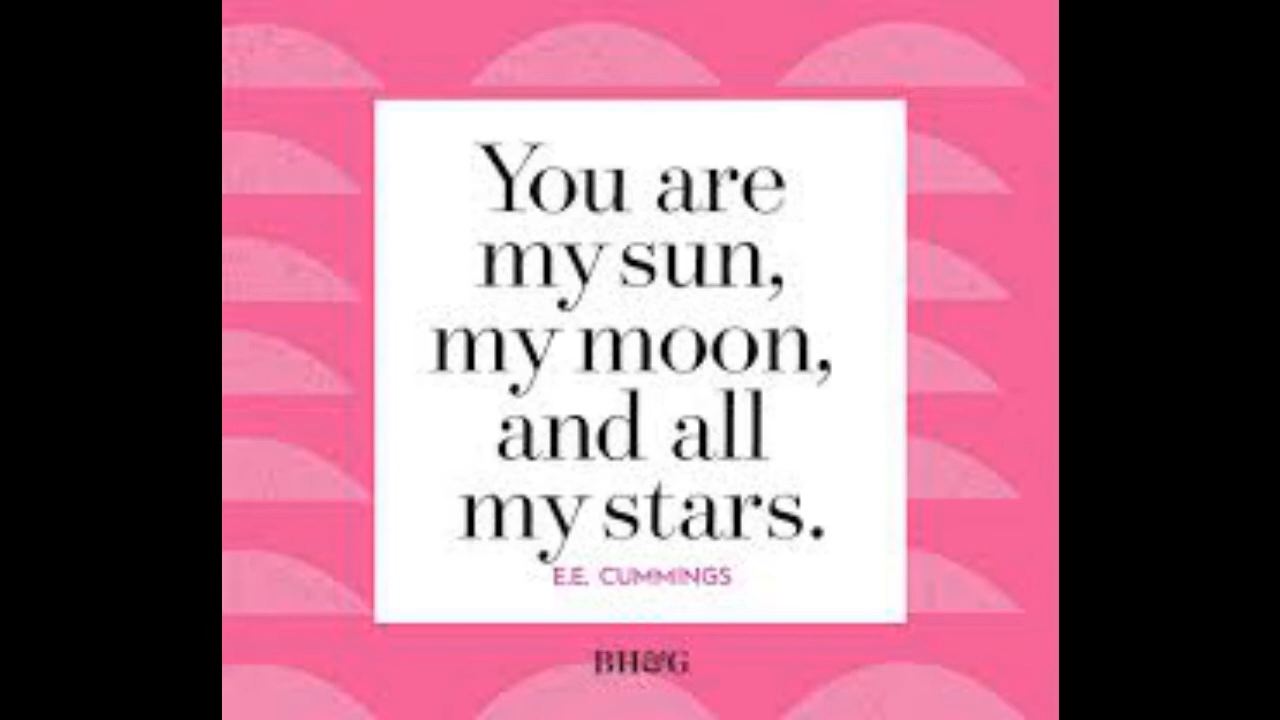 You are
my sun,
my moon,
and all
my stars.
E.E. CUMMINGS
BH&G